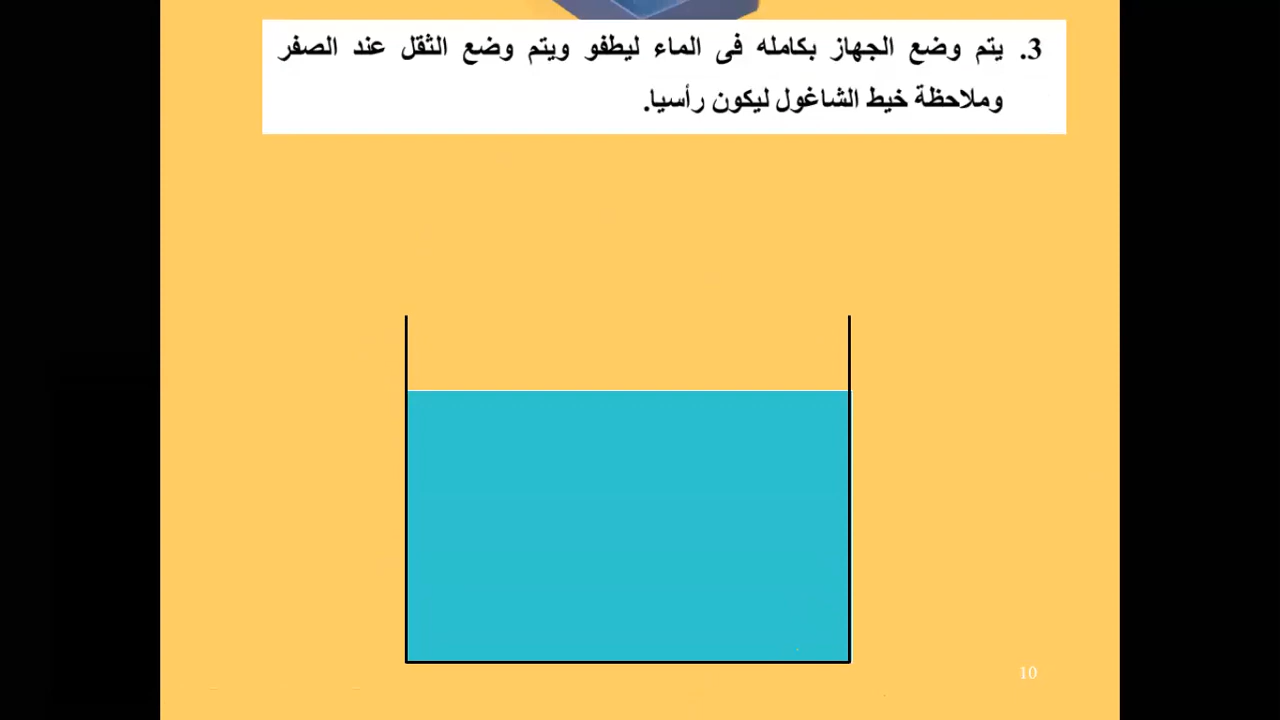 3. يتم وضع الجهاز بكامله فى الماء ليطفو ويتم وضع الثقل عند الصفر
وملاحظة خيط الشاغول ليكون رأسيا.
10